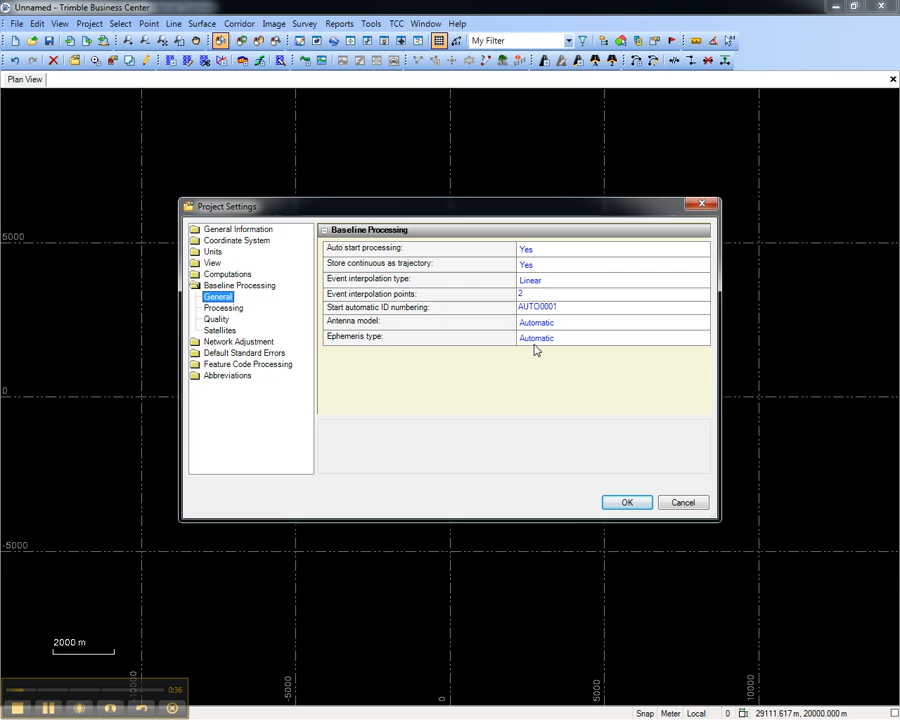 Unnamed - Trimble Business Center
File Edit View Project Select Point Line Surface Corridor Image Survey Reports Tools TCC Window Help
My Filter
Plan View
Project Settings
General Information
Coordinate System
Units
View
Computations
Baseline Processing
General
Processing
Quality
Satellites
Network Adjustment
Default Standard Errors
Feature Code Processing
Abbreviations
Baseline Processing
Auto start processing: Yes
Store continuous as trajectory: Yes
Event interpolation type: Linear
Event interpolation points: 2
Start automatic ID numbering: AUTO0001
Antenna model: Automatic
Ephemeris type: Automatic
OK Cancel
5000
0
-5000
2000 m
-10000
-5000
0
5000
10000
0:36
Snap Meter Local 0 29111.617 m, 20000.000 m